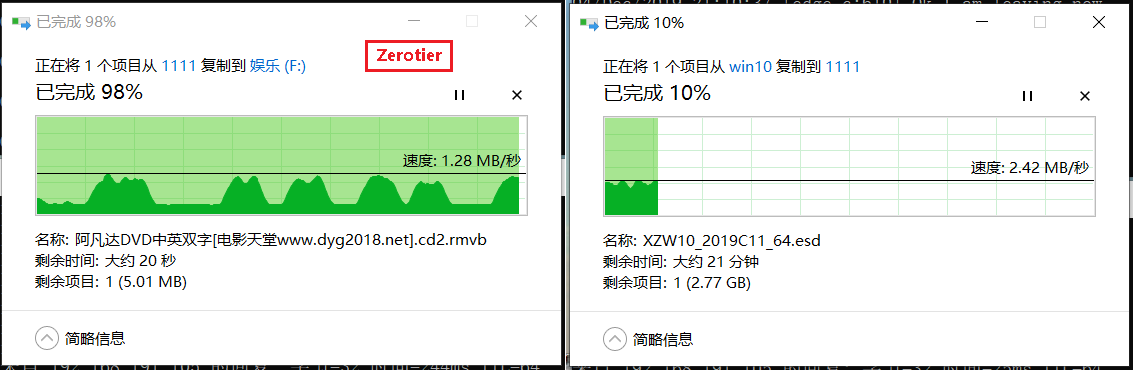 已完成 98%
Zerotier
正在将 1 个项目从 1111 复制到 娱乐 (F:)
已完成 98%
速度: 1.28 MB/秒
名称: 阿凡达DVD中英双字[电影天堂www.dyg2018.net].cd2.rmvb
剩余时间: 大约 20 秒
剩余项目: 1 (5.01 MB)
简略信息
已完成 10%
正在将 1 个项目从 win10 复制到 1111
已完成 10%
速度: 2.42 MB/秒
名称: XZW10_2019C11_64.esd
剩余时间: 大约 21 分钟
剩余项目: 1 (2.77 GB)
简略信息